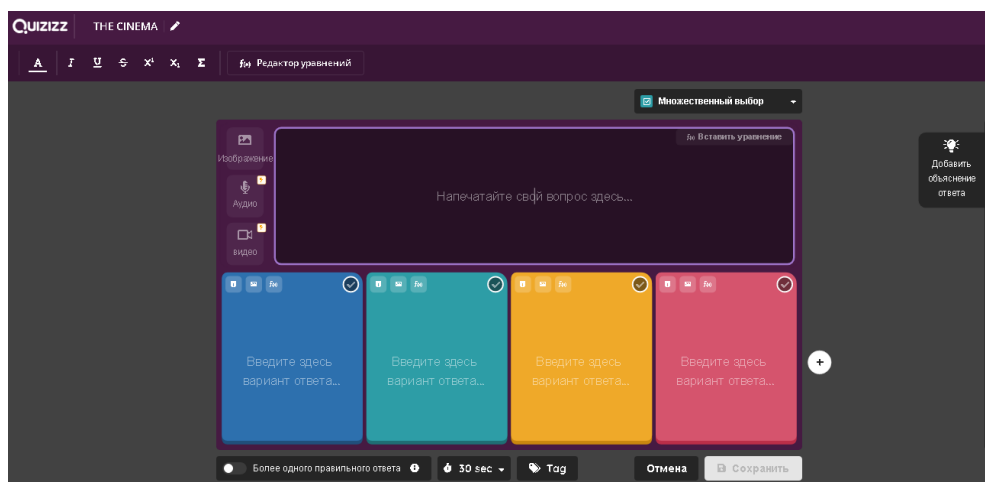 QUIZIZZ THE CINEMA
A I U S X¹ X₁ Σ f(x) Редактор уравнений
Множественный выбор
Изображение
Аудио
видео
f(x) Вставить уравнение
Напечатайте свой вопрос здесь...
Добавить
объяснение
ответа
Введите здесь
вариант ответа...
Введите здесь
вариант ответа...
Введите здесь
вариант ответа...
Введите здесь
вариант ответа...
+
Более одного правильного ответа 30 sec Tag Отмена Сохранить